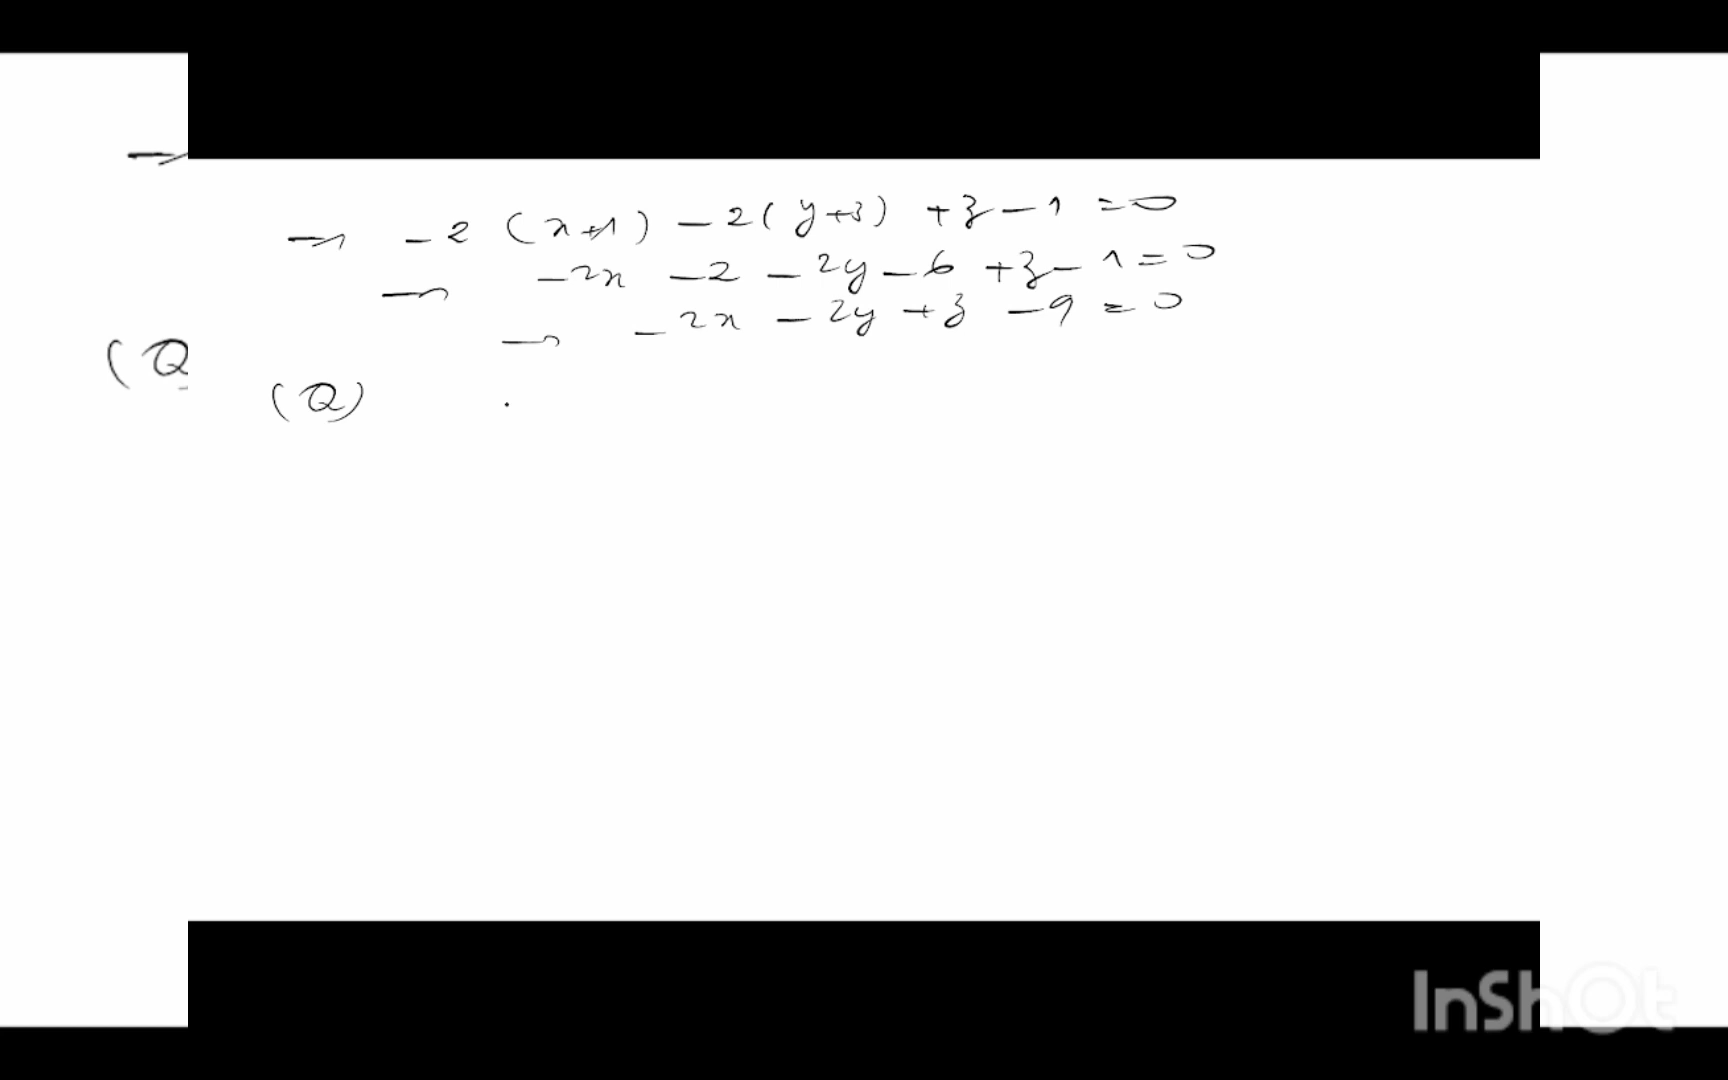 → -2 (x+1) - 2(y+3) + z - 1 = 0
→ -2x - 2 - 2y - 6 + z - 1 = 0
→ -2x - 2y + z - 9 = 0
(Q
(Q) .
InShOt